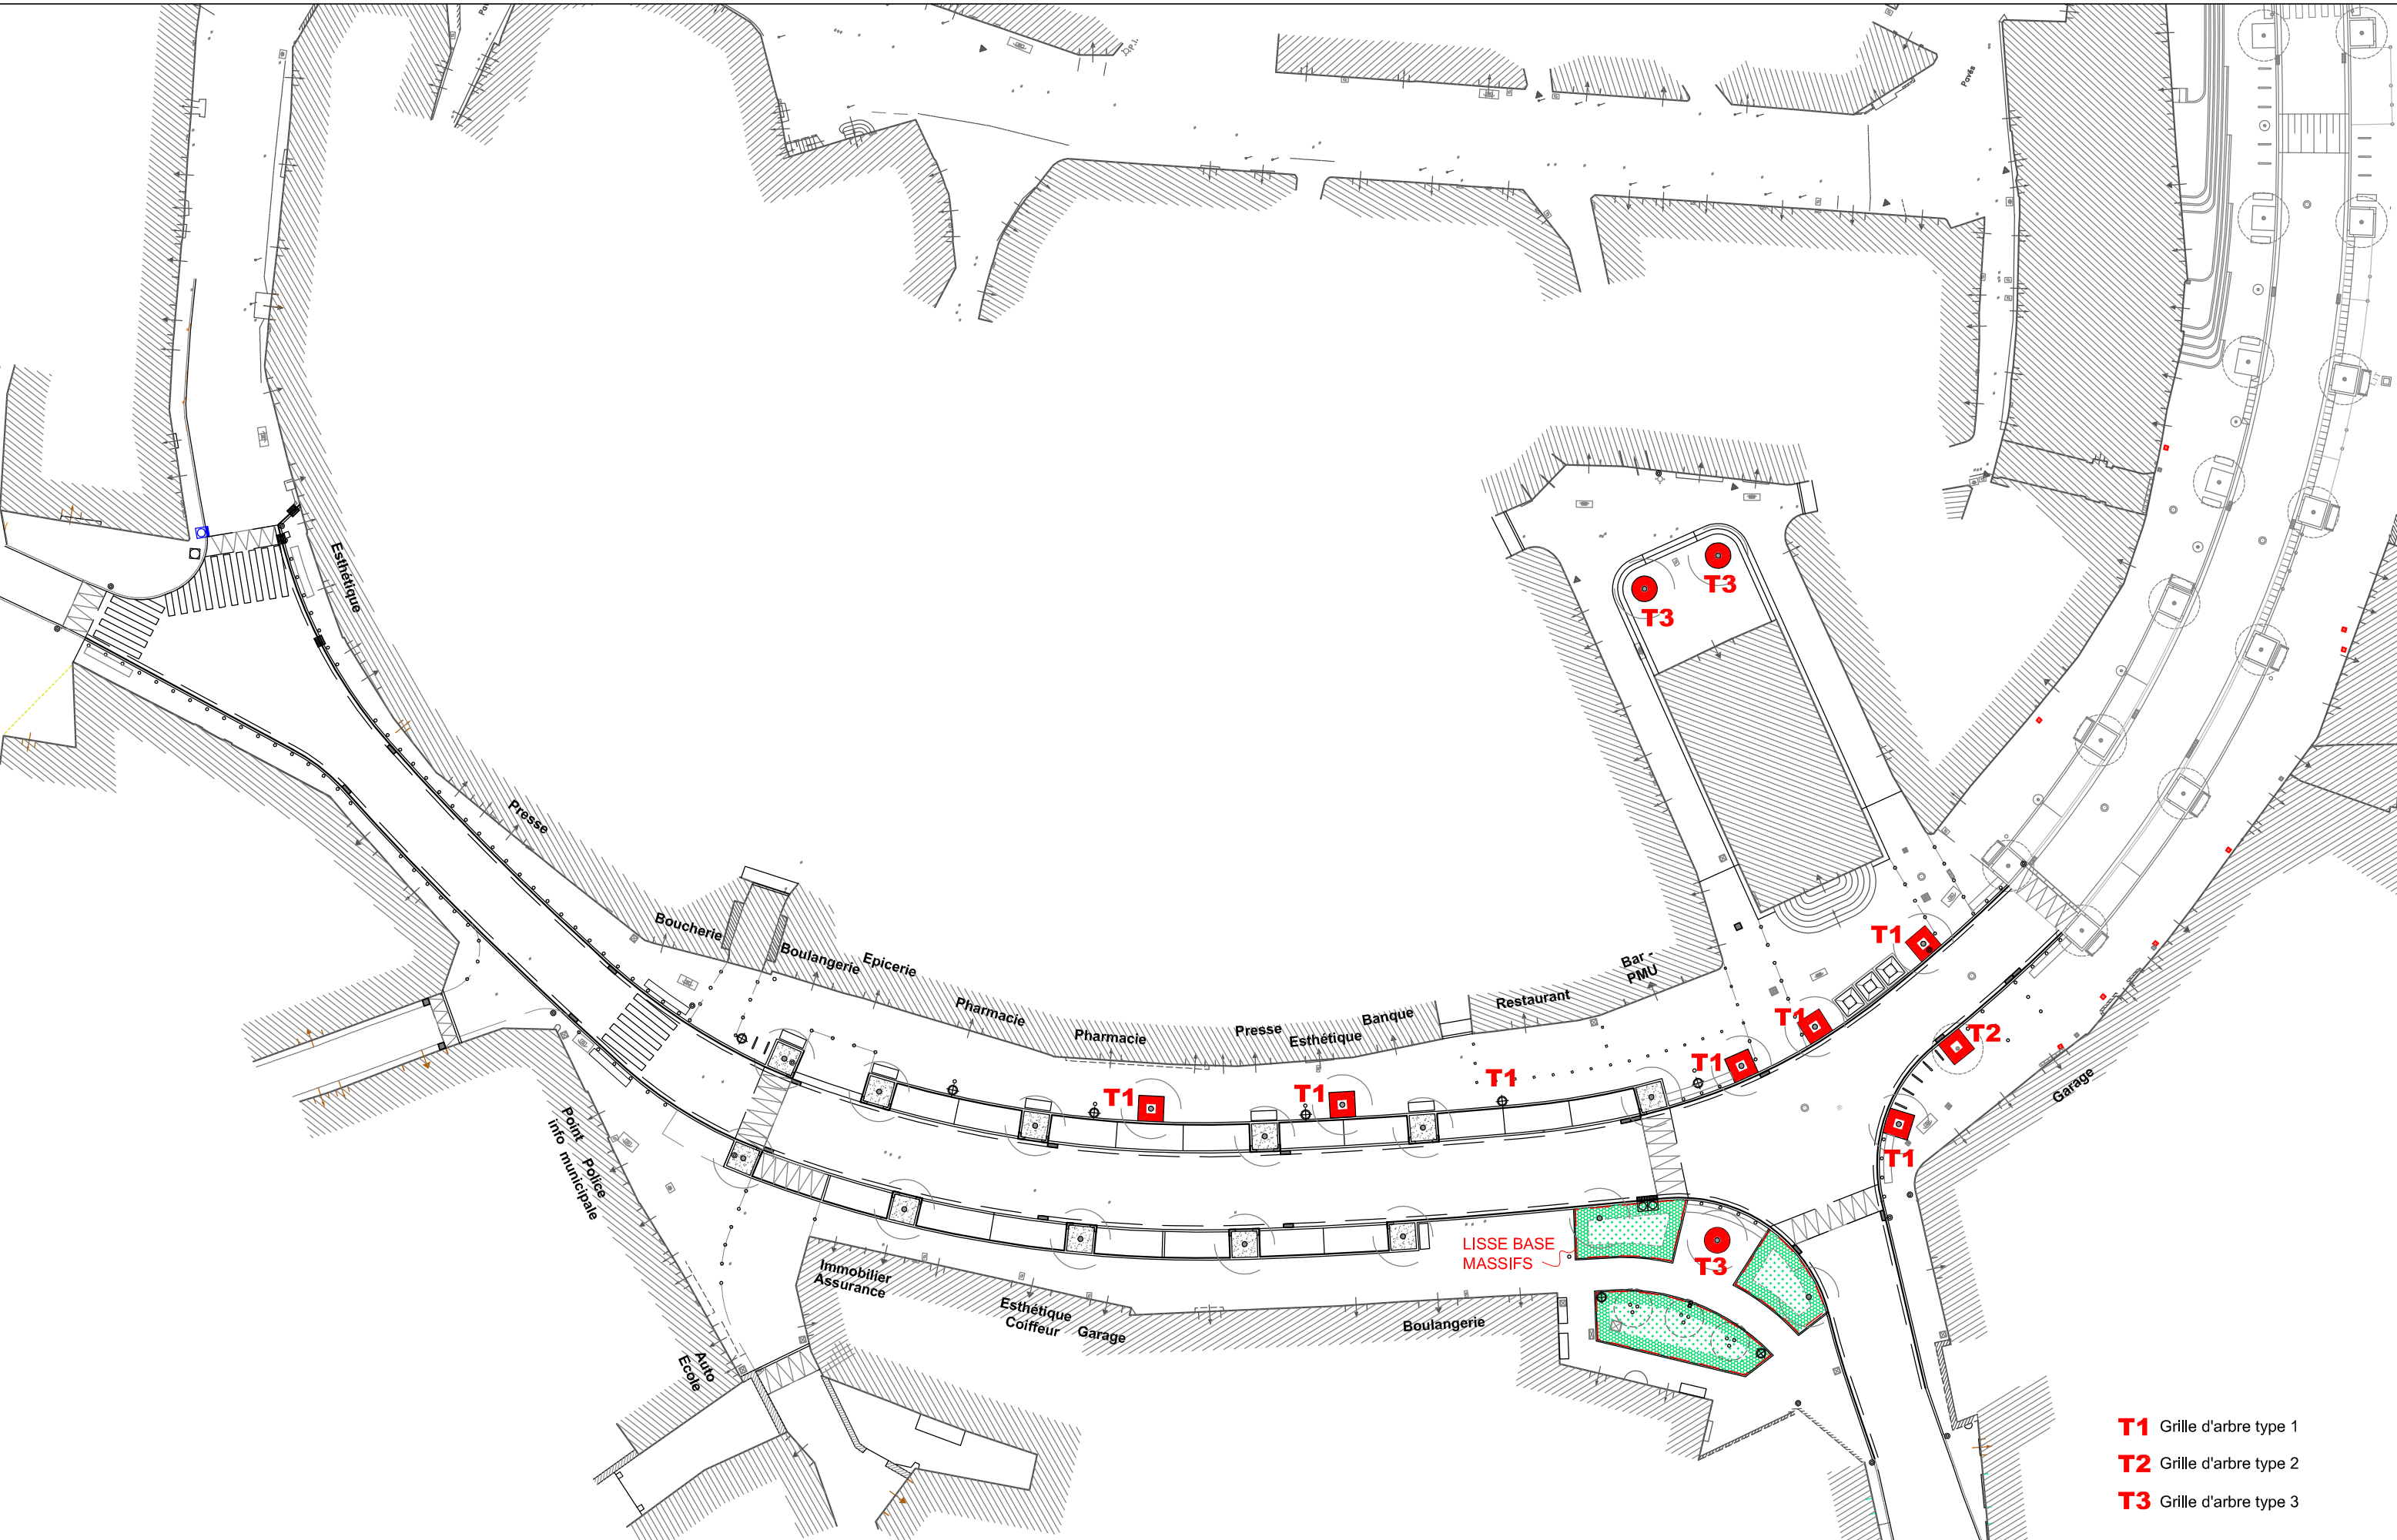 P.I.
Pavés
Esthétique
T3
T3
Presse
Boucherie
Boulangerie
Epicerie
Pharmacie
Pharmacie
Presse
Esthétique
Banque
Restaurant
Bar -
PMU
T1
T1
T1
T1
T1
T1
T2
T1
Garage
Point
info
Police
municipale
LISSE BASE
MASSIFS
T3
Immobilier
Assurance
Esthétique
Coiffeur
Garage
Boulangerie
Auto
Ecole
T1 Grille d'arbre type 1
T2 Grille d'arbre type 2
T3 Grille d'arbre type 3